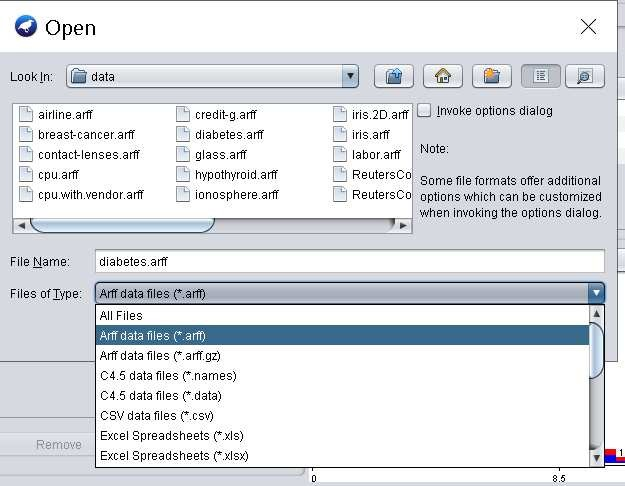 Open
Look In: data
airline.arff credit-g.arff iris.2D.arff
breast-cancer.arff diabetes.arff iris.arff
contact-lenses.arff glass.arff labor.arff
cpu.arff hypothyroid.arff ReutersCo
cpu.with.vendor.arff ionosphere.arff ReutersCo
Invoke options dialog
Note:
Some file formats offer additional
options which can be customized
when invoking the options dialog.
File Name: diabetes.arff
Files of Type: Arff data files (*.arff)
All Files
Arff data files (*.arff)
Arff data files (*.arff.gz)
C4.5 data files (*.names)
C4.5 data files (*.data)
CSV data files (*.csv)
Excel Spreadsheets (*.xls)
Excel Spreadsheets (*.xlsx)
Remove
1
0 8.5